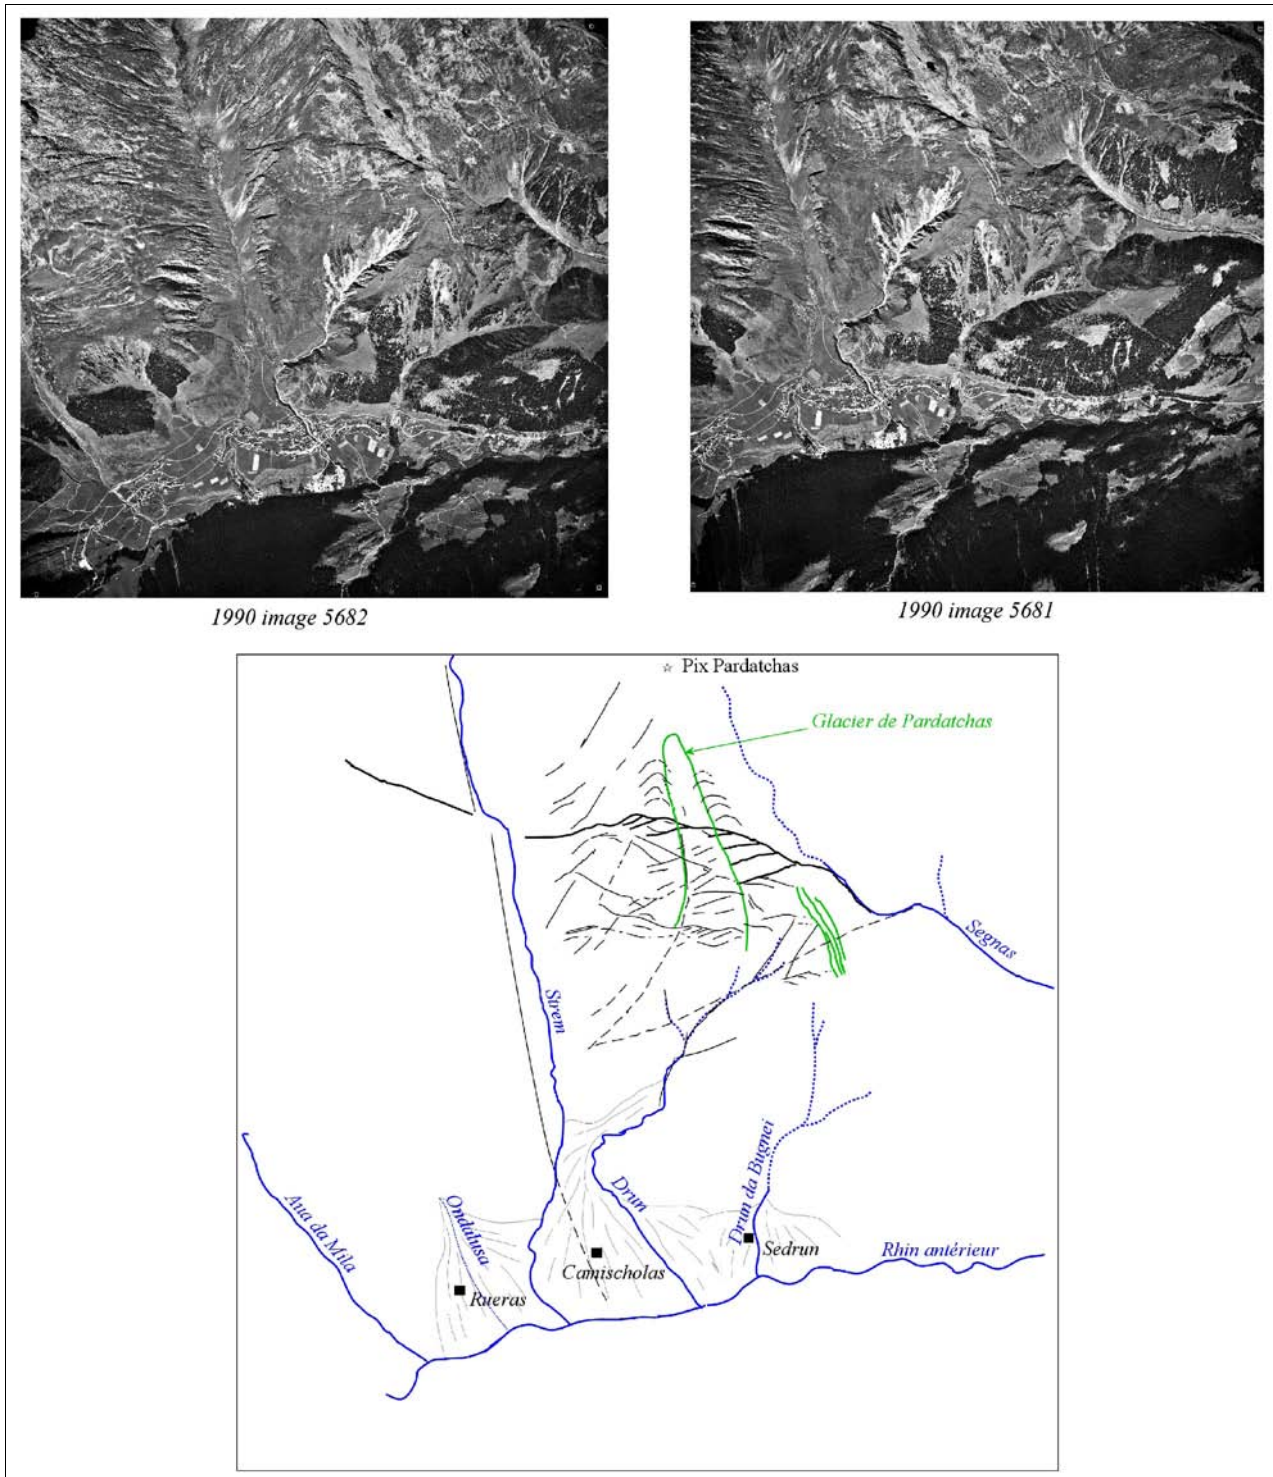 1990 image 5682
1990 image 5681
Pix Pardatchas
Glacier de Pardatchas
Segnas
Strem
Aua da Mila
Ondalusa
Drun
Drun da Bugnei
Sedrun
Rhin antérieur
Camischolas
Rueras